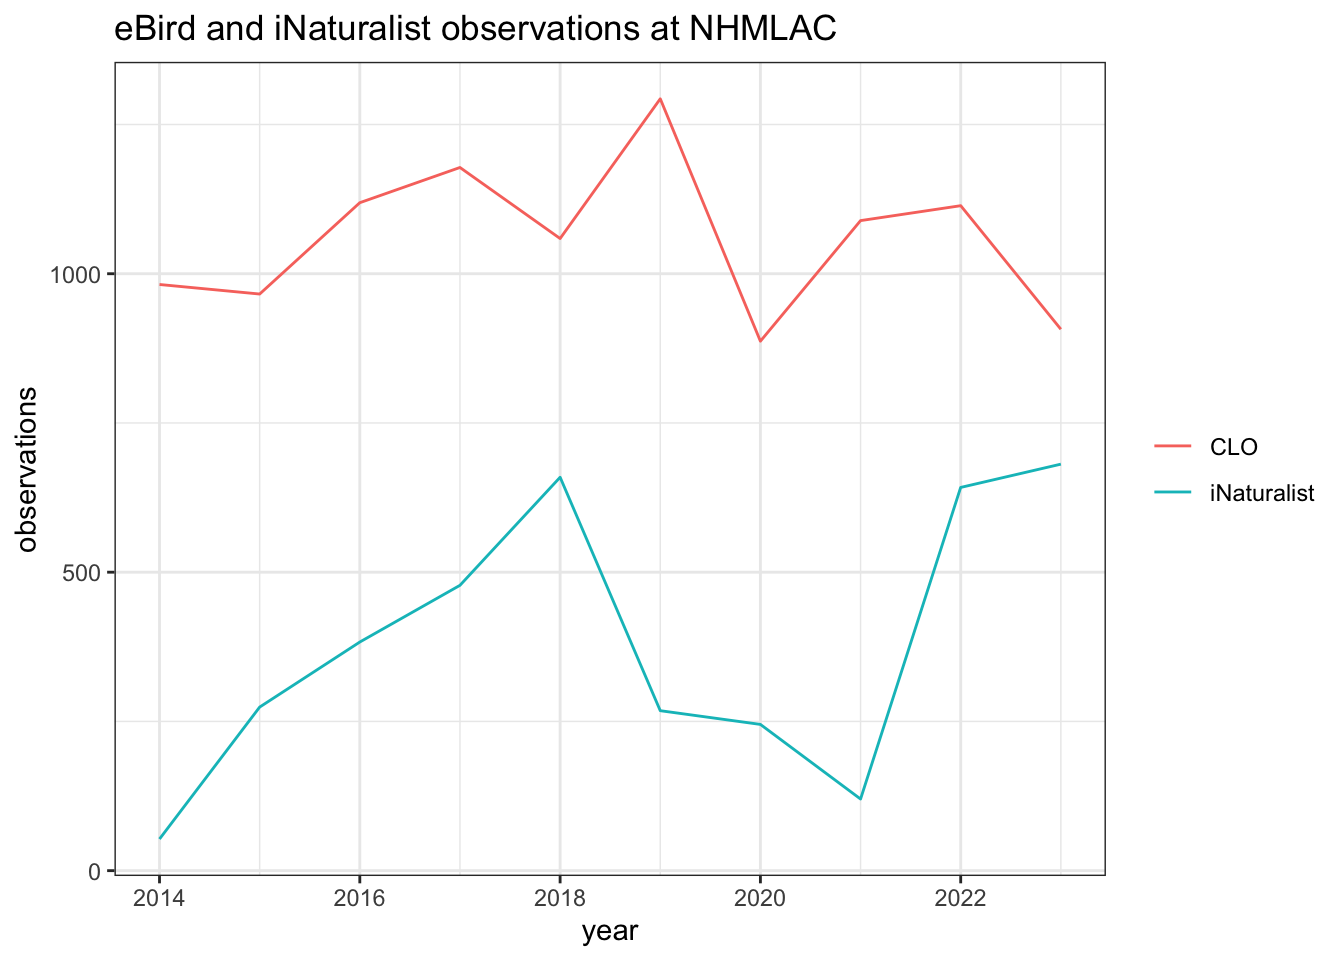 eBird and iNaturalist observations at NHMLAC
1000
500
0
observations
2014 2016 2018 2020 2022
year
CLO
iNaturalist